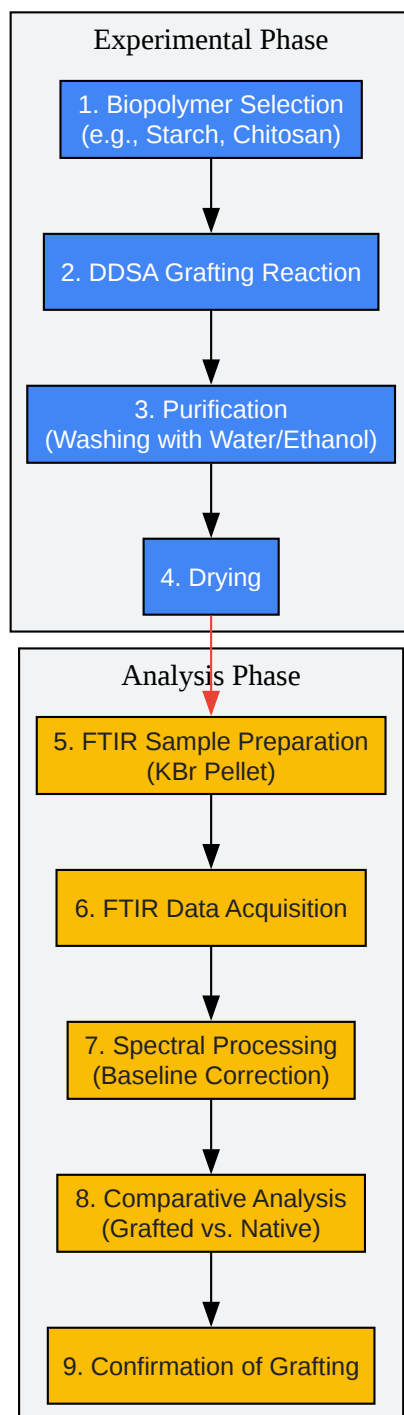 Experimental Phase
1. Biopolymer Selection
(e.g., Starch, Chitosan)
2. DDSA Grafting Reaction
3. Purification
(Washing with Water/Ethanol)
4. Drying
Analysis Phase
5. FTIR Sample Preparation
(KBr Pellet)
6. FTIR Data Acquisition
7. Spectral Processing
(Baseline Correction)
8. Comparative Analysis
(Grafted vs. Native)
9. Confirmation of Grafting